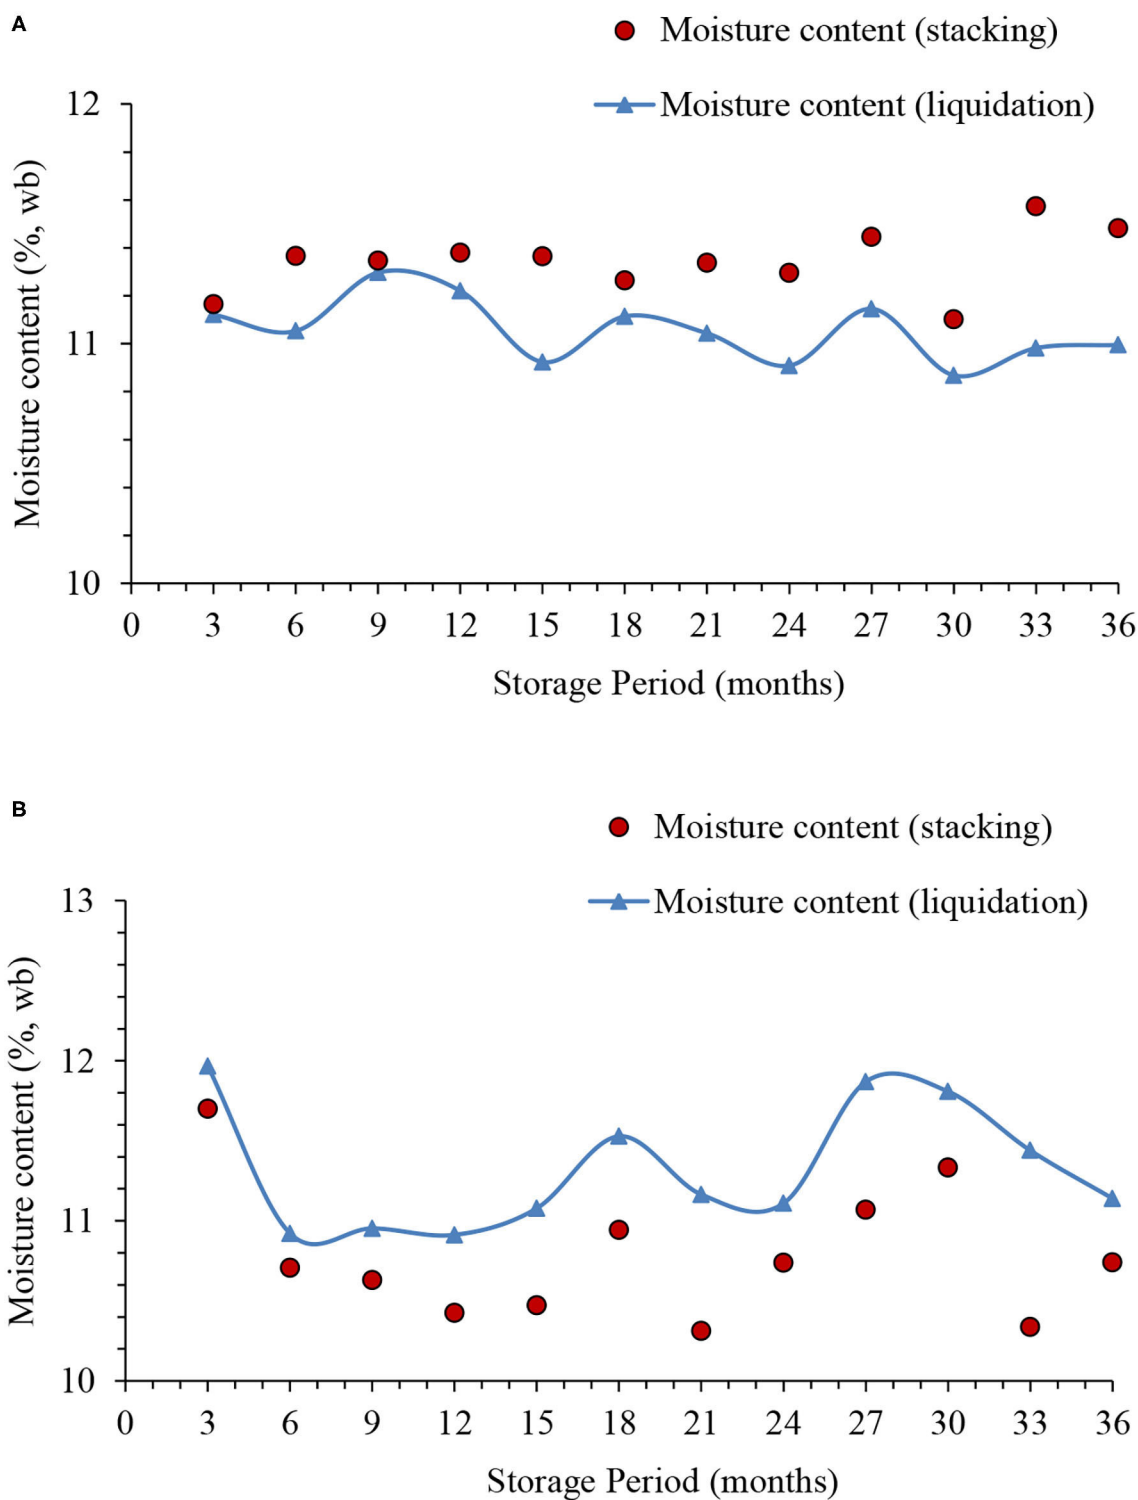 A
Moisture content (stacking)
Moisture content (liquidation)
12
11
10
Moisture content (%, wb)
0 3 6 9 12 15 18 21 24 27 30 33 36
Storage Period (months)
B
Moisture content (stacking)
Moisture content (liquidation)
13
12
11
10
Moisture content (%, wb)
0 3 6 9 12 15 18 21 24 27 30 33 36
Storage Period (months)